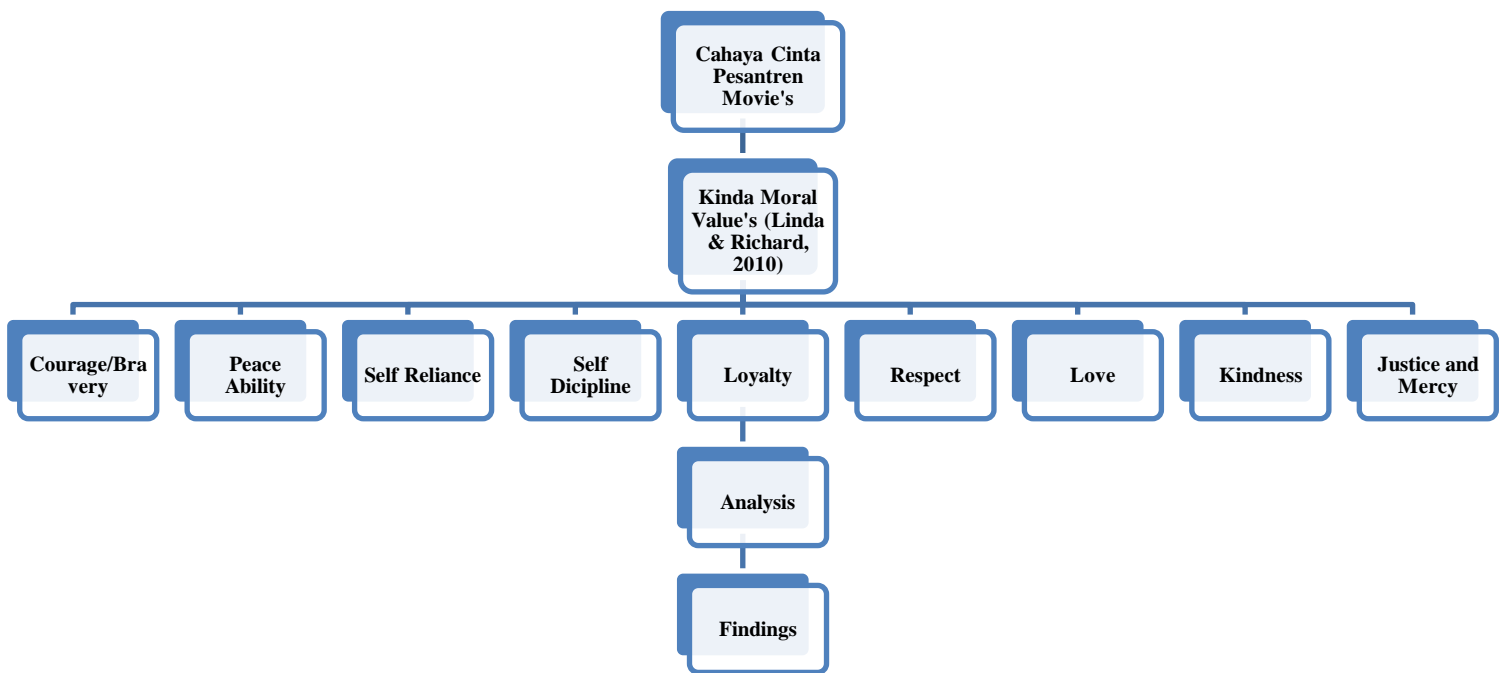 Cahaya Cinta
Pesantren
Movie's
Kinda Moral
Value's (Linda
& Richard,
2010)
Courage/Bra
very
Peace
Ability
Self Reliance
Self
Dicipline
Loyalty
Respect
Love
Kindness
Justice and
Mercy
Analysis
Findings